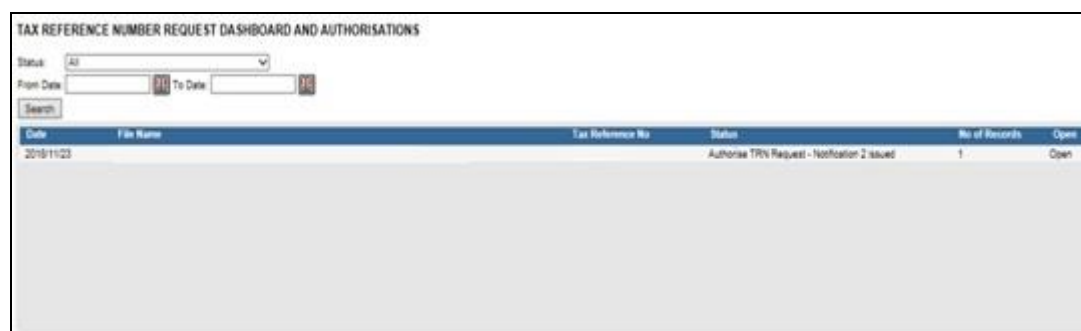 TAX REFERENCE NUMBER REQUEST DASHBOARD AND AUTHORISATIONS
Status: All
From Date: To Date:
Search
Date File Name Tax Reference No Status No of Records Open
2018/11/23 Authorise TRN Request - Notification 2 issued 1 Open